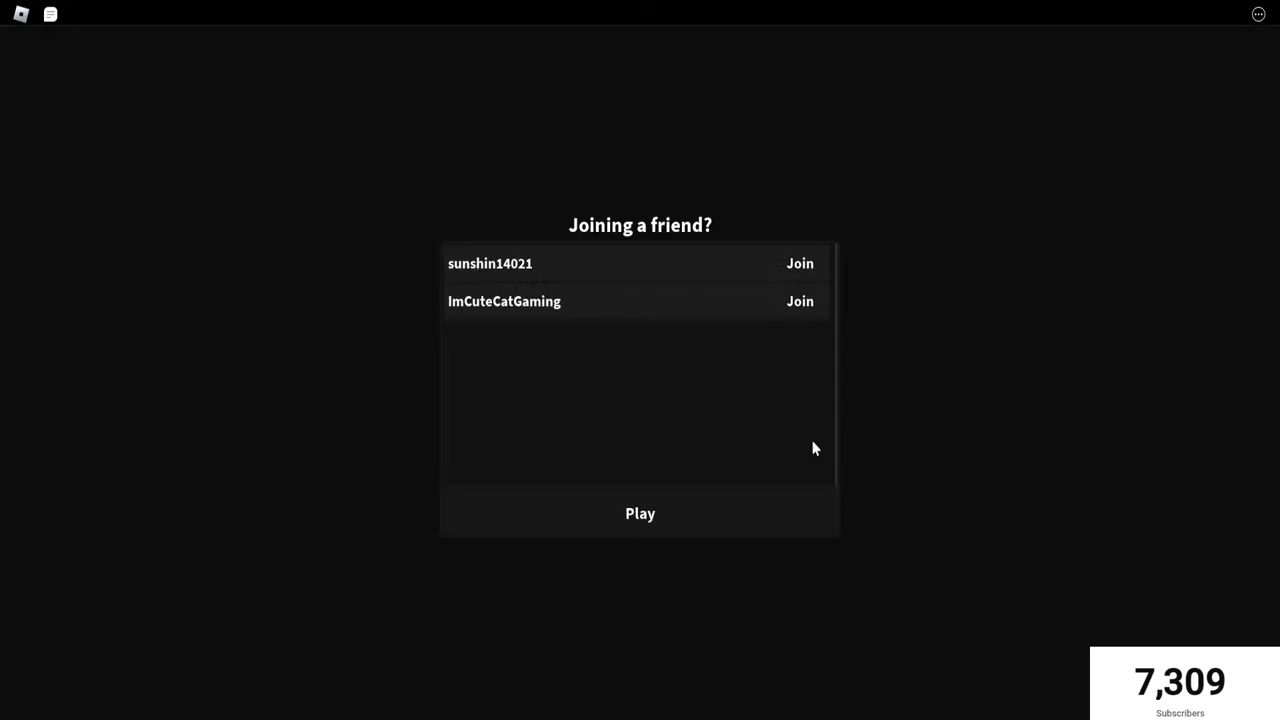 Joining a friend?
sunshin14021 Join
ImCuteCatGaming Join
Play
7,309
Subscribers